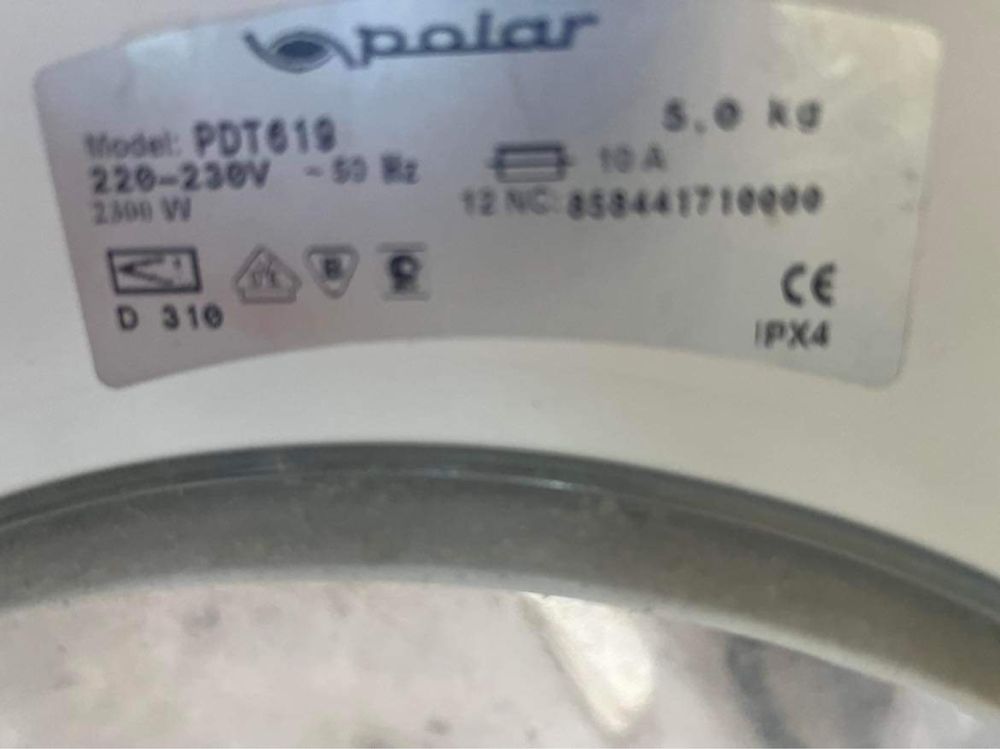 polar
5.0 kg
Model: PDT619
220-230V ~ 50 Hz
10 A
2300 W
12 NC: 858441710000
D 310
CE
IPX4